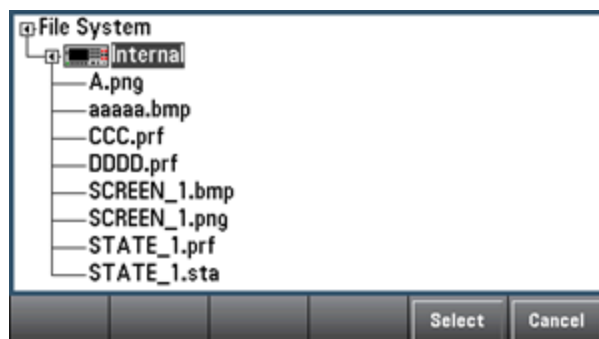 File System
Internal
A.png
aaaaa.bmp
CCC.prf
DDDD.prf
SCREEN_1.bmp
SCREEN_1.png
STATE_1.prf
STATE_1.sta
Select Cancel